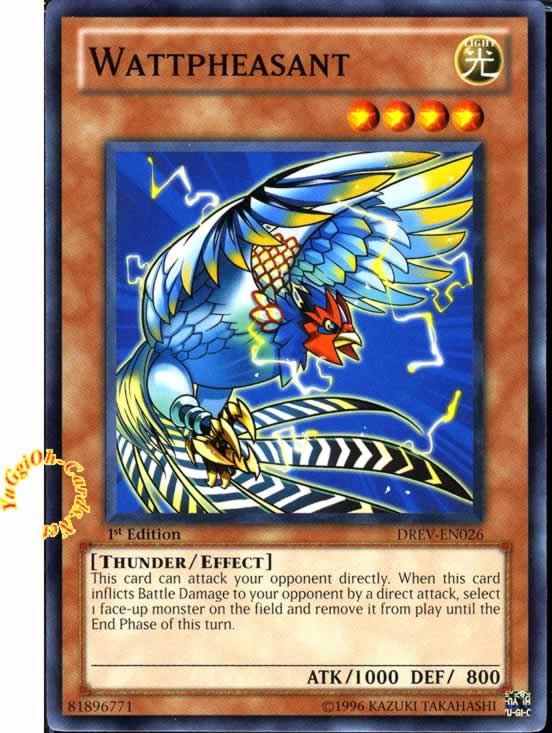 WATTPHEASANT
LIGHT
光
1st Edition
DREV-EN026
[THUNDER/EFFECT]
This card can attack your opponent directly. When this card
inflicts Battle Damage to your opponent by a direct attack, select
1 face-up monster on the field and remove it from play until the
End Phase of this turn.
ATK/1000 DEF/ 800
81896771
©1996 KAZUKI TAKAHASHI
YuGgiOh-Cards.Net